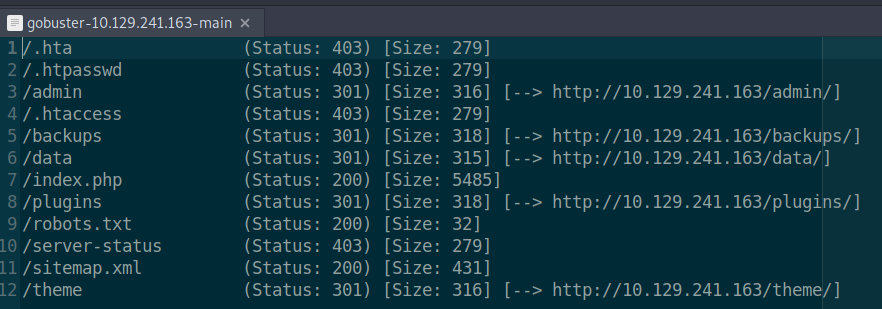 gobuster-10.129.241.163-main ×
1 /.hta (Status: 403) [Size: 279]
2 /.htpasswd (Status: 403) [Size: 279]
3 /admin (Status: 301) [Size: 316] [--> http://10.129.241.163/admin/]
4 /.htaccess (Status: 403) [Size: 279]
5 /backups (Status: 301) [Size: 318] [--> http://10.129.241.163/backups/]
6 /data (Status: 301) [Size: 315] [--> http://10.129.241.163/data/]
7 /index.php (Status: 200) [Size: 5485]
8 /plugins (Status: 301) [Size: 318] [--> http://10.129.241.163/plugins/]
9 /robots.txt (Status: 200) [Size: 32]
10 /server-status (Status: 403) [Size: 279]
11 /sitemap.xml (Status: 200) [Size: 431]
12 /theme (Status: 301) [Size: 316] [--> http://10.129.241.163/theme/]